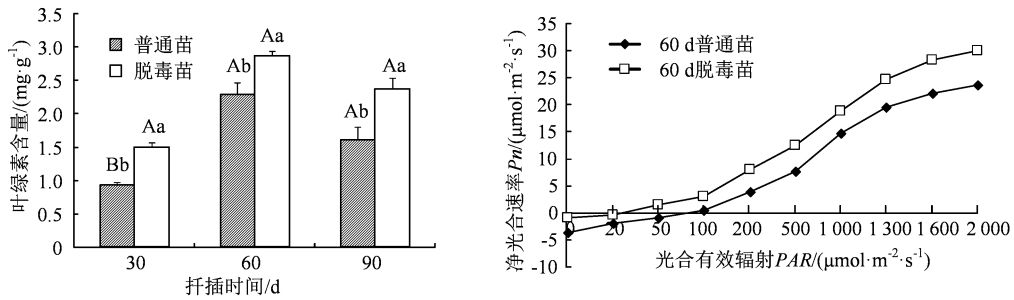 叶绿素含量/(mg·g⁻¹)
3.5
3.0
2.5
2.0
1.5
1.0
0.5
0
普通苗
脱毒苗
Bb
Aa
Ab
Aa
Ab
Aa
30
60
90
扦插时间/d
净光合速率Pn/(μmol·m⁻²·s⁻¹)
35
30
25
20
15
10
5
0
-5
-10
60 d普通苗
60 d脱毒苗
0
20
50
100
200
500
1 000
1 300
1 600
2 000
光合有效辐射PAR/(μmol·m⁻²·s⁻¹)